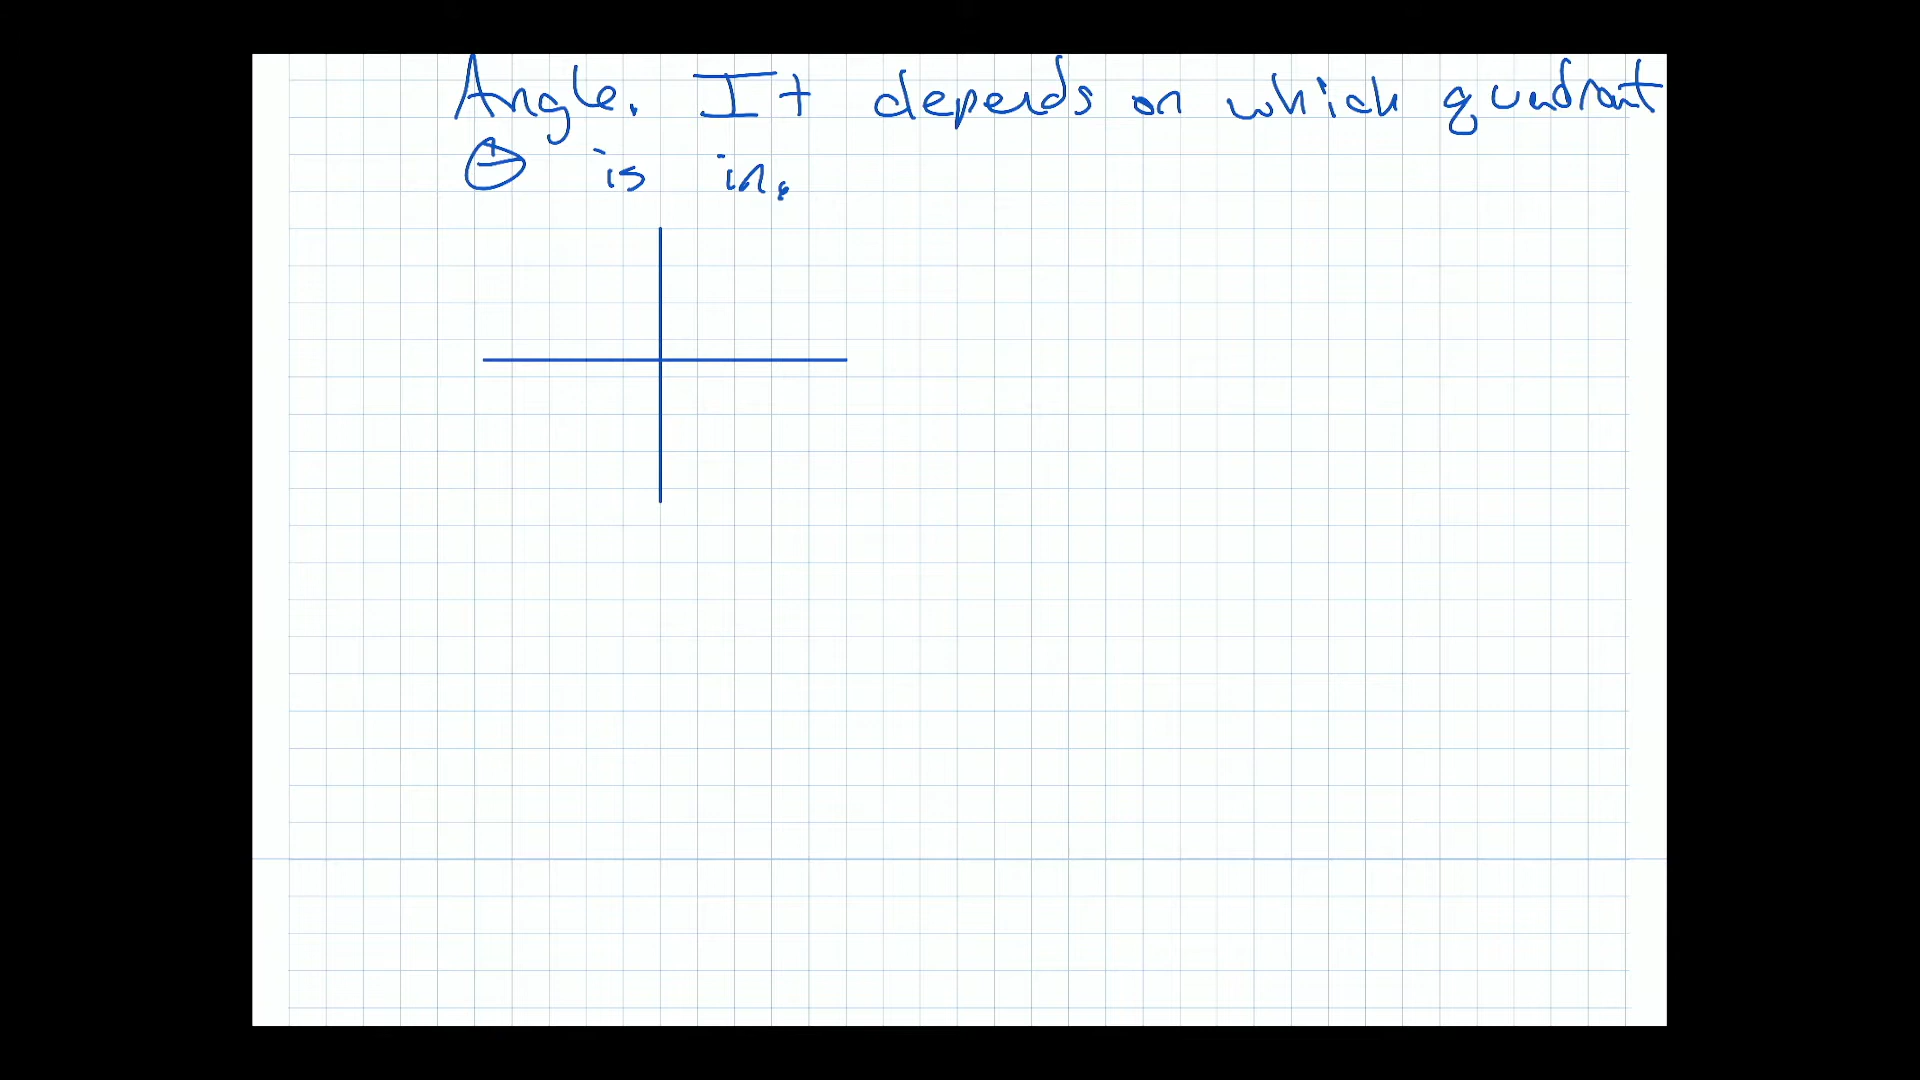 Angle. It depends on which quadrant
θ is in.